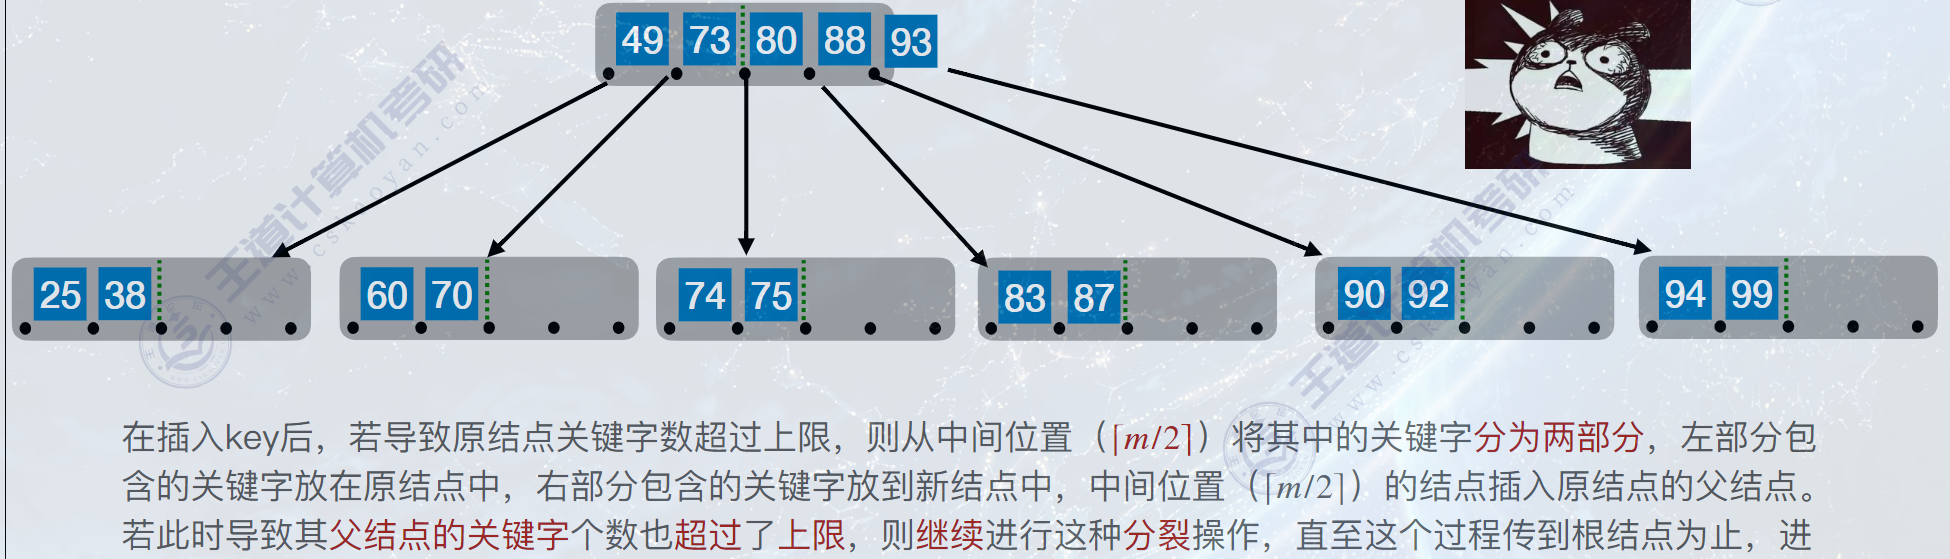 49 73 80 88 93
25 38 60 70 74 75 83 87 90 92 94 99
在插入key后，若导致原结点关键字数超过上限，则从中间位置（⌈m/2⌉）将其中的关键字分为两部分，左部分包
含的关键字放在原结点中，右部分包含的关键字放到新结点中，中间位置（⌈m/2⌉）的结点插入原结点的父结点。
若此时导致其父结点的关键字个数也超过了上限，则继续进行这种分裂操作，直至这个过程传到根结点为止，进
王道计算机考研
www.cskaoyan.com
王道计算机考研
www.cskaoyan.com